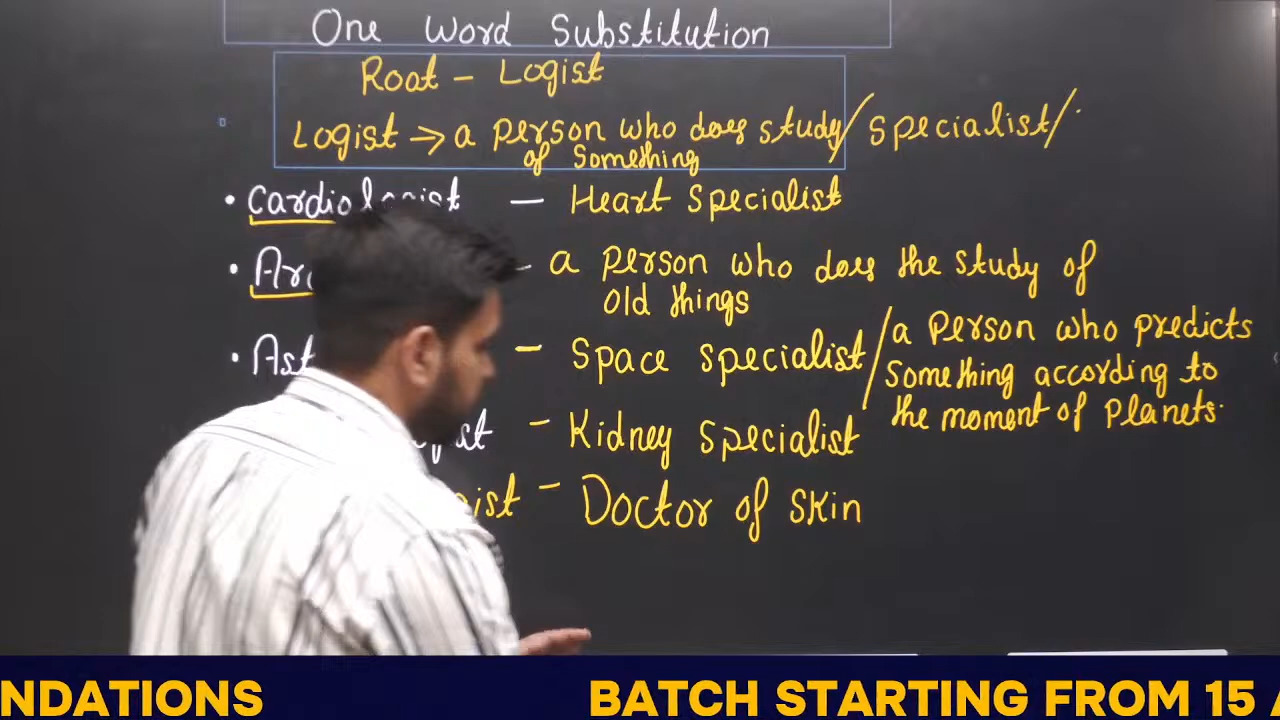 One Word Substitution
Root - Logist
Logist → a person who does study/ Specialist/
of Something
• Cardiologist - Heart Specialist
• - a person who does the study of
old things
• - Space specialist / a Person who predicts
Something according to
the moment of Planets.
- Kidney specialist
- Doctor of skin
NDATIONS BATCH STARTING FROM 15